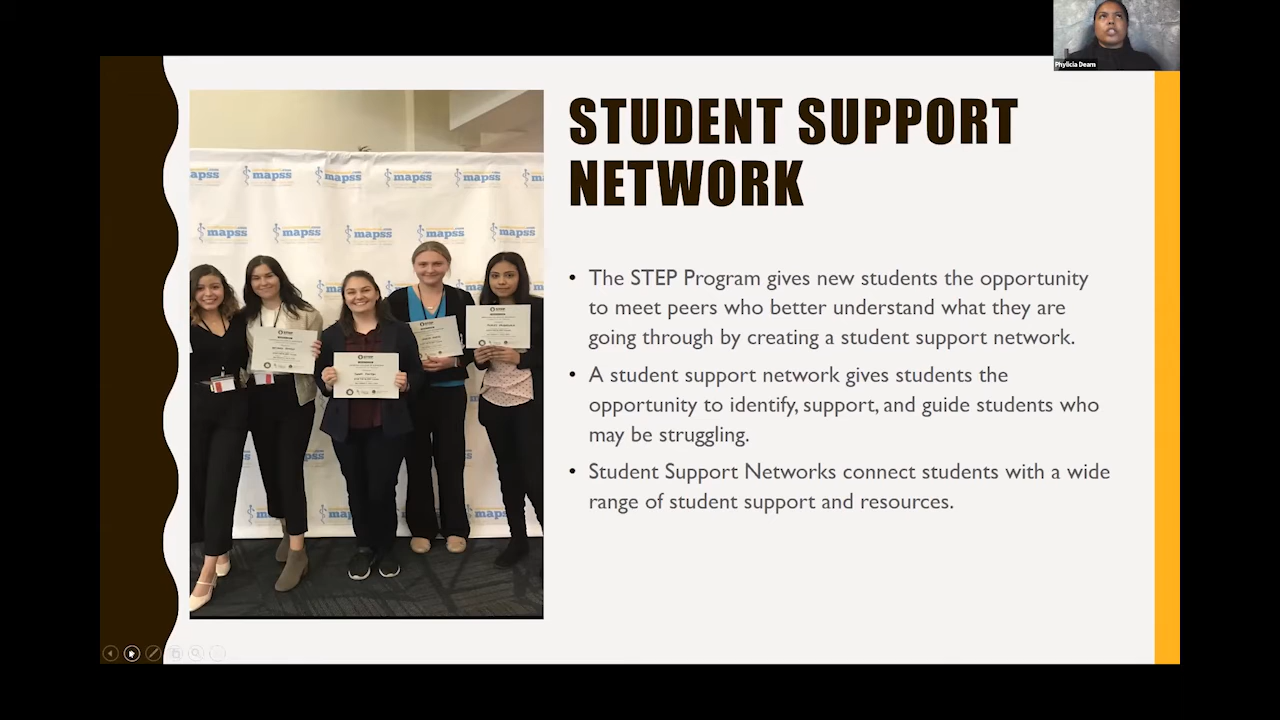 Phylicia Dearn
STUDENT SUPPORT
NETWORK
• The STEP Program gives new students the opportunity
to meet peers who better understand what they are
going through by creating a student support network.
• A student support network gives students the
opportunity to identify, support, and guide students who
may be struggling.
• Student Support Networks connect students with a wide
range of student support and resources.
apss mapss mapss mapss mapss
mapss mapss mapss mapss